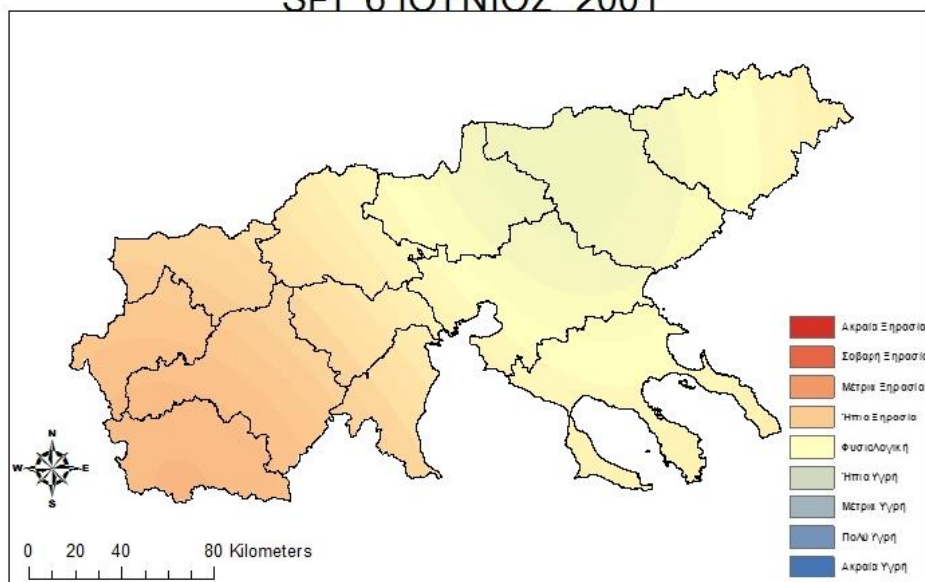 SPI 6 ΙΟΥΝΙΟΣ 2001
Ακραία Ξηρασία
Σοβαρή Ξηρασία
Μέτρια Ξηρασία
Ήπια Ξηρασία
Φυσιολογική
Ήπια Υγρή
Μέτρια Υγρή
Πολύ Υγρή
Ακραία Υγρή
N
W E
S
0 20 40 80 Kilometers